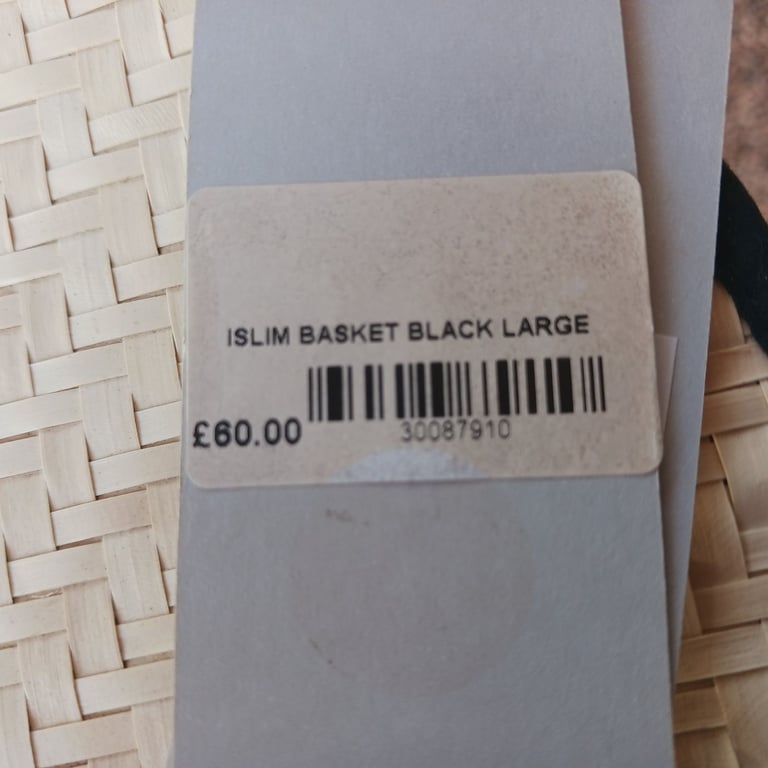 ISLIM BASKET BLACK LARGE
£60.00
30087910